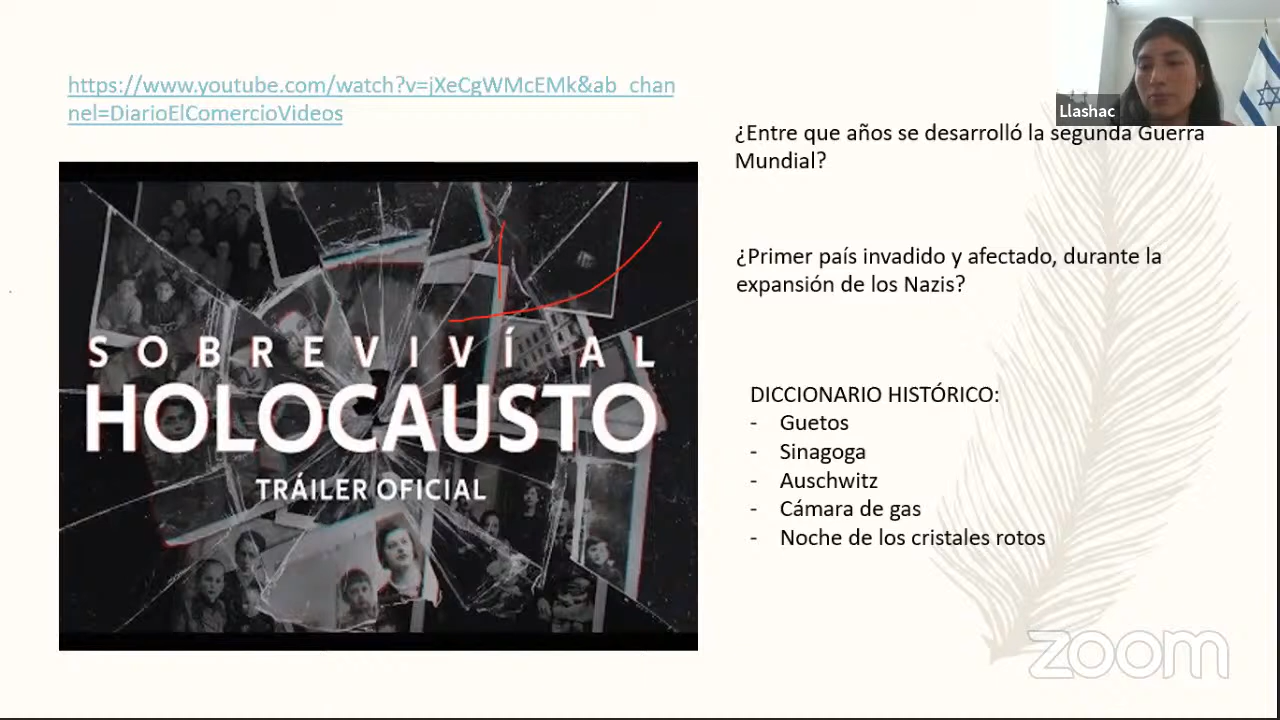 https://www.youtube.com/watch?v=jXeCgWMcEMk&ab_chan
nel=DiarioElComercioVideos
SOBREVIVÍ AL
HOLOCAUSTO
TRÁILER OFICIAL
Llashac
¿Entre que años se desarrolló la segunda Guerra
Mundial?
¿Primer país invadido y afectado, durante la
expansión de los Nazis?
DICCIONARIO HISTÓRICO:
- Guetos
- Sinagoga
- Auschwitz
- Cámara de gas
- Noche de los cristales rotos
zoom